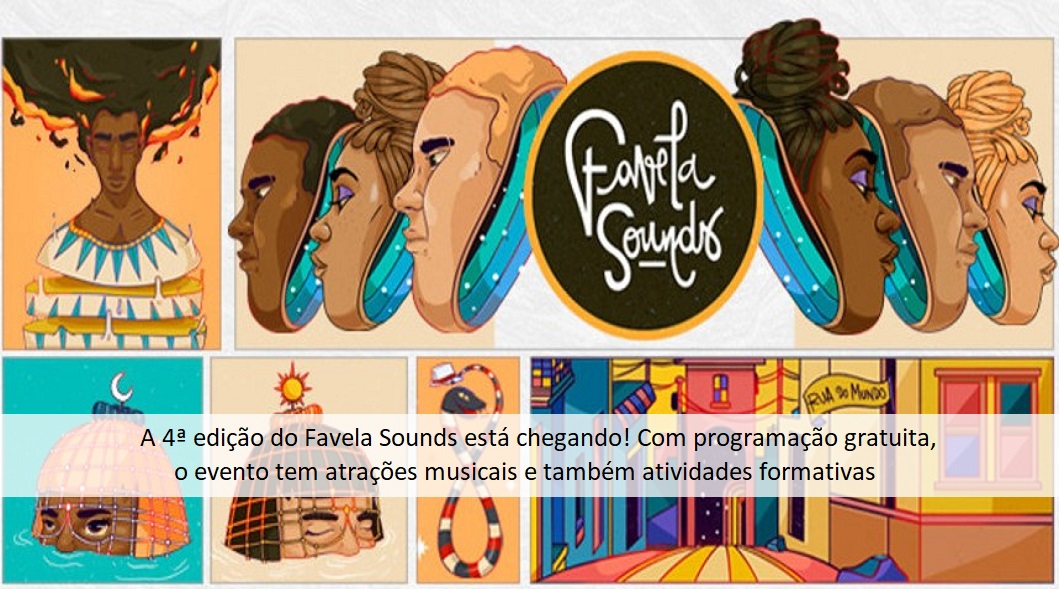 Favela
Sounds
RUA DO MUNDO
A 4ª edição do Favela Sounds está chegando! Com programação gratuita,
o evento tem atrações musicais e também atividades formativas